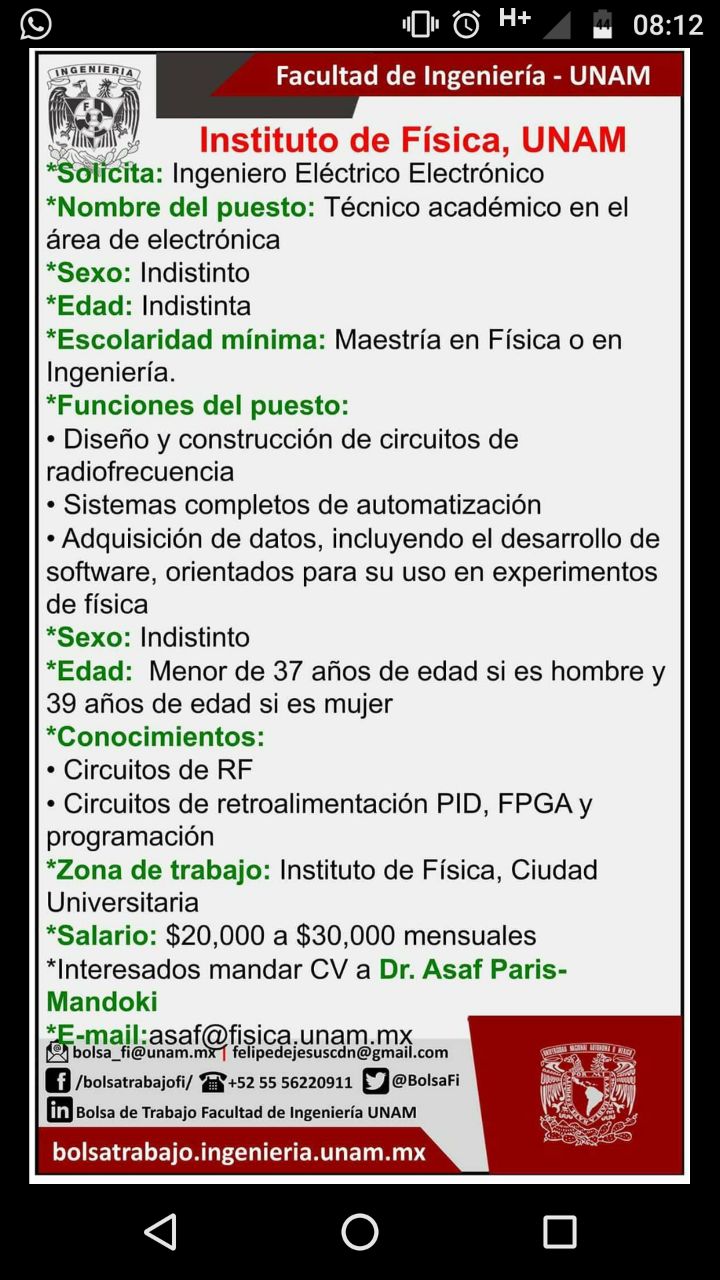 H+ 44 08:12
INGENIERIA
Facultad de Ingeniería - UNAM
Instituto de Física, UNAM
*Solicita: Ingeniero Eléctrico Electrónico
*Nombre del puesto: Técnico académico en el
área de electrónica
*Sexo: Indistinto
*Edad: Indistinta
*Escolaridad mínima: Maestría en Física o en
Ingeniería.
*Funciones del puesto:
• Diseño y construcción de circuitos de
radiofrecuencia
• Sistemas completos de automatización
• Adquisición de datos, incluyendo el desarrollo de
software, orientados para su uso en experimentos
de física
*Sexo: Indistinto
*Edad:  Menor de 37 años de edad si es hombre y
39 años de edad si es mujer
*Conocimientos:
• Circuitos de RF
• Circuitos de retroalimentación PID, FPGA y
programación
*Zona de trabajo: Instituto de Física, Ciudad
Universitaria
*Salario: $20,000 a $30,000 mensuales
*Interesados mandar CV a Dr. Asaf Paris-
Mandoki
*E-mail:asaf@fisica.unam.mx
bolsa_fi@unam.mx | felipedejesuscdn@gmail.com
/bolsatrabajofi/ +52 55 56220911 @BolsaFi
in Bolsa de Trabajo Facultad de Ingeniería UNAM
bolsatrabajo.ingenieria.unam.mx